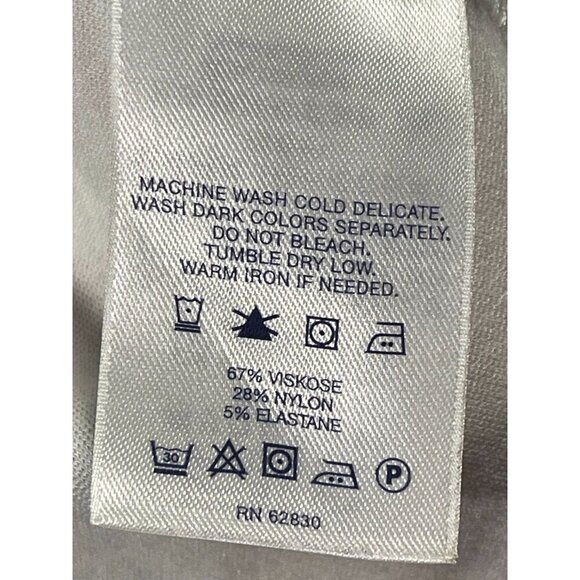 MACHINE WASH COLD DELICATE.
WASH DARK COLORS SEPARATELY.
DO NOT BLEACH.
TUMBLE DRY LOW.
WARM IRON IF NEEDED.
67% VISKOSE
28% NYLON
5% ELASTANE
30 P
RN 62830